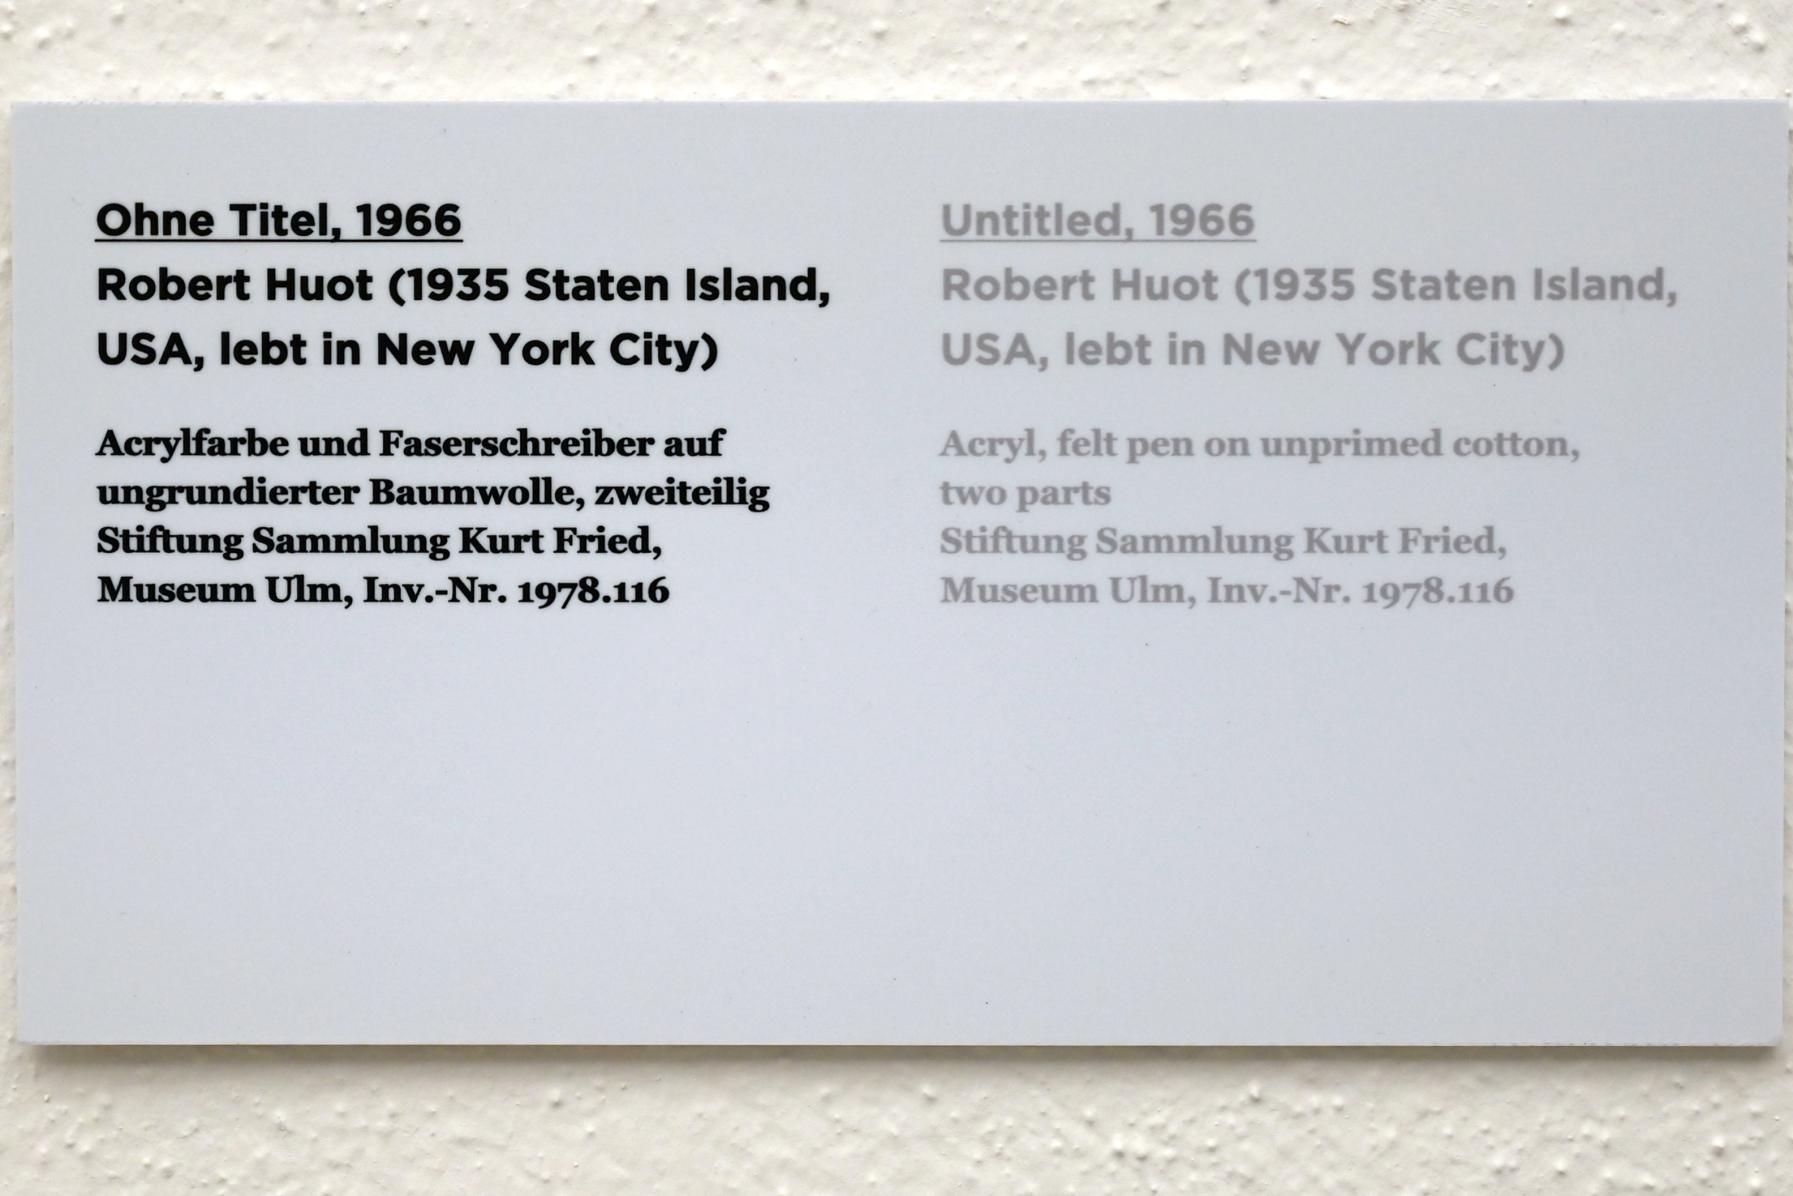 Ohne Titel, 1966
Robert Huot (1935 Staten Island,
USA, lebt in New York City)
Acrylfarbe und Faserschreiber auf
ungrundierter Baumwolle, zweiteilig
Stiftung Sammlung Kurt Fried,
Museum Ulm, Inv.-Nr. 1978.116
Untitled, 1966
Robert Huot (1935 Staten Island,
USA, lebt in New York City)
Acryl, felt pen on unprimed cotton,
two parts
Stiftung Sammlung Kurt Fried,
Museum Ulm, Inv.-Nr. 1978.116